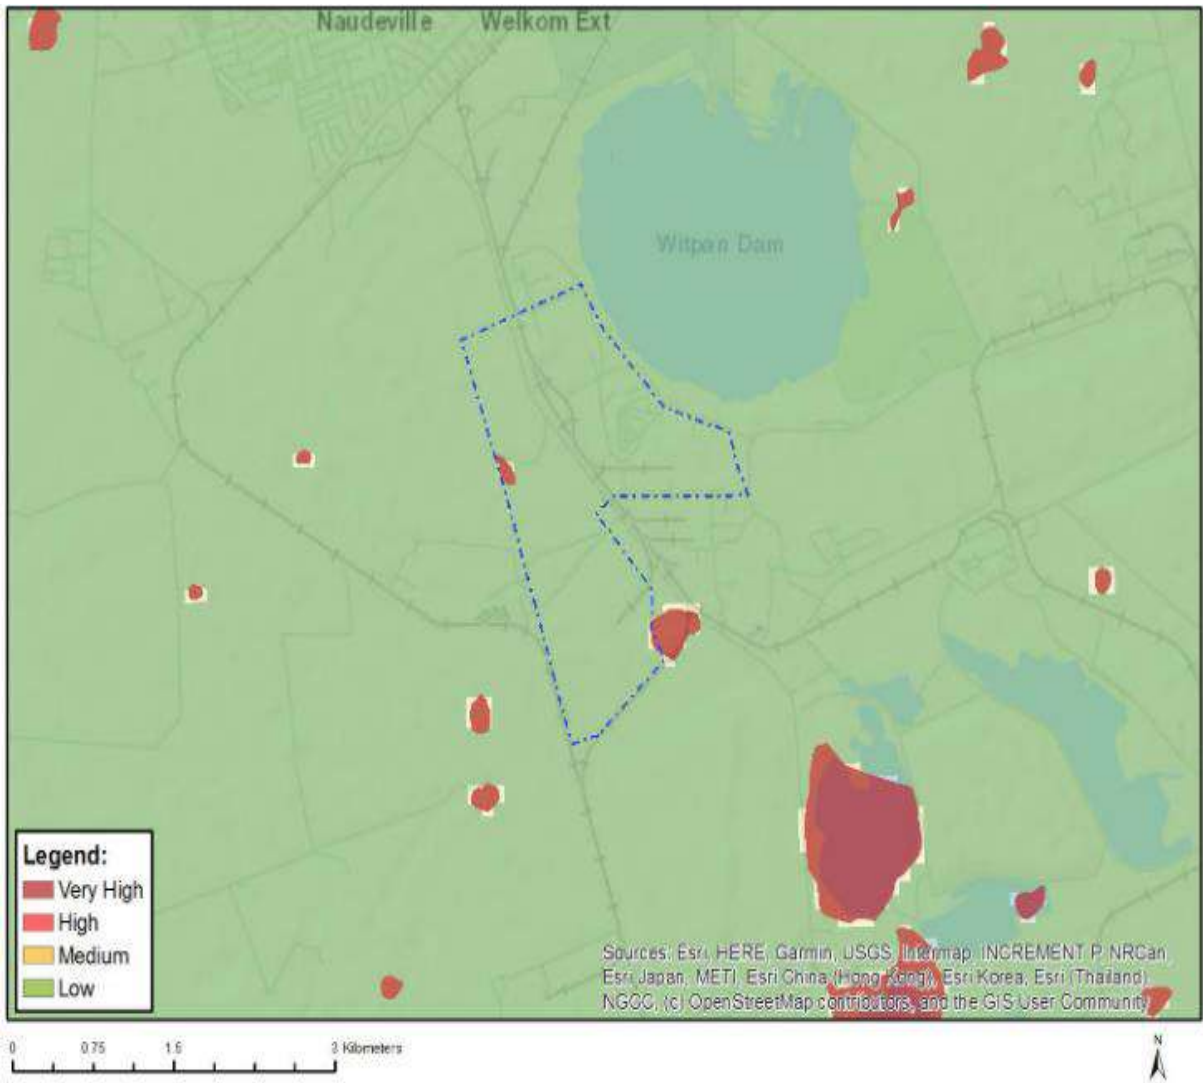 Naudeville Welkom Ext
Witpan Dam
Legend:
Very High
High
Medium
Low
Sources: Esri, HERE, Garmin, USGS, Intermap, INCREMENT P, NRCan,
Esri Japan, METI, Esri China (Hong Kong), Esri Korea, Esri (Thailand),
NGCC, (c) OpenStreetMap contributors, and the GIS User Community
0 0.75 1.5 3 Kilometers
N